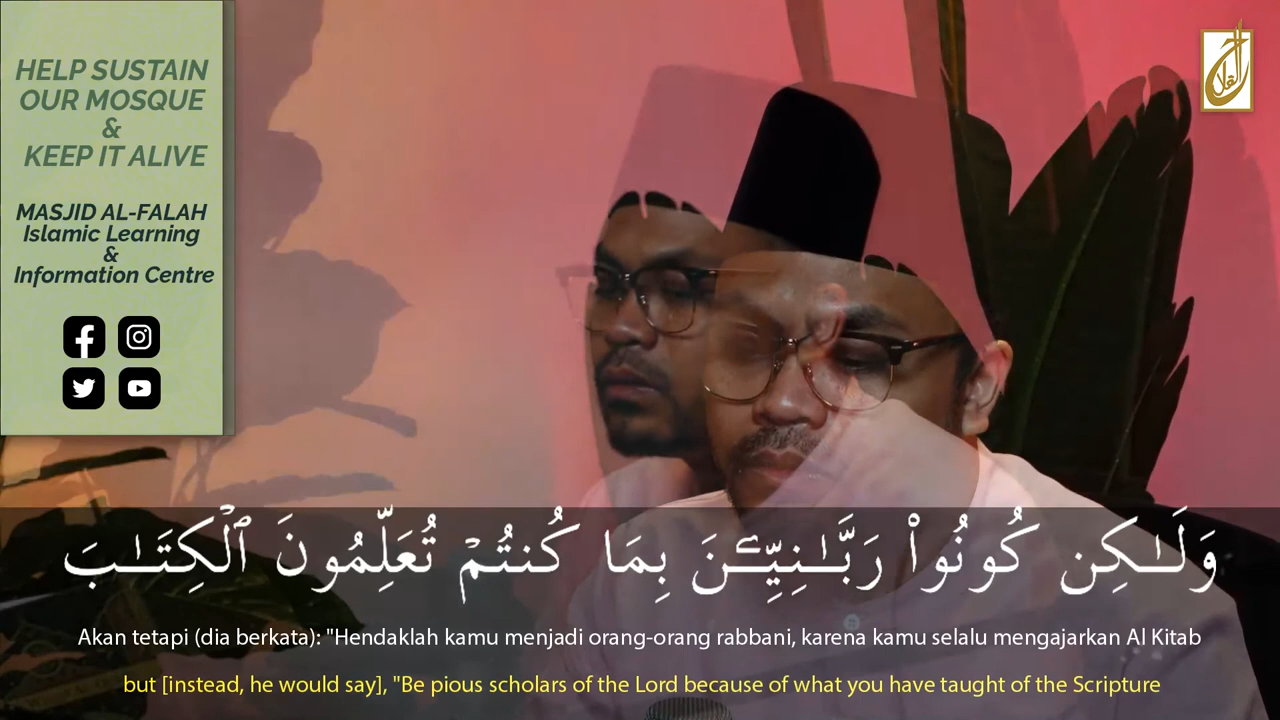 HELP SUSTAIN
OUR MOSQUE
&
KEEP IT ALIVE
MASJID AL-FALAH
Islamic Learning
&
Information Centre
وَلَـٰكِن كُونُوا۟ رَبَّـٰنِيِّـۧنَ بِمَا كُنتُمْ تُعَلِّمُونَ ٱلْكِتَـٰبَ
Akan tetapi (dia berkata): "Hendaklah kamu menjadi orang-orang rabbani, karena kamu selalu mengajarkan Al Kitab
but [instead, he would say], "Be pious scholars of the Lord because of what you have taught of the Scripture